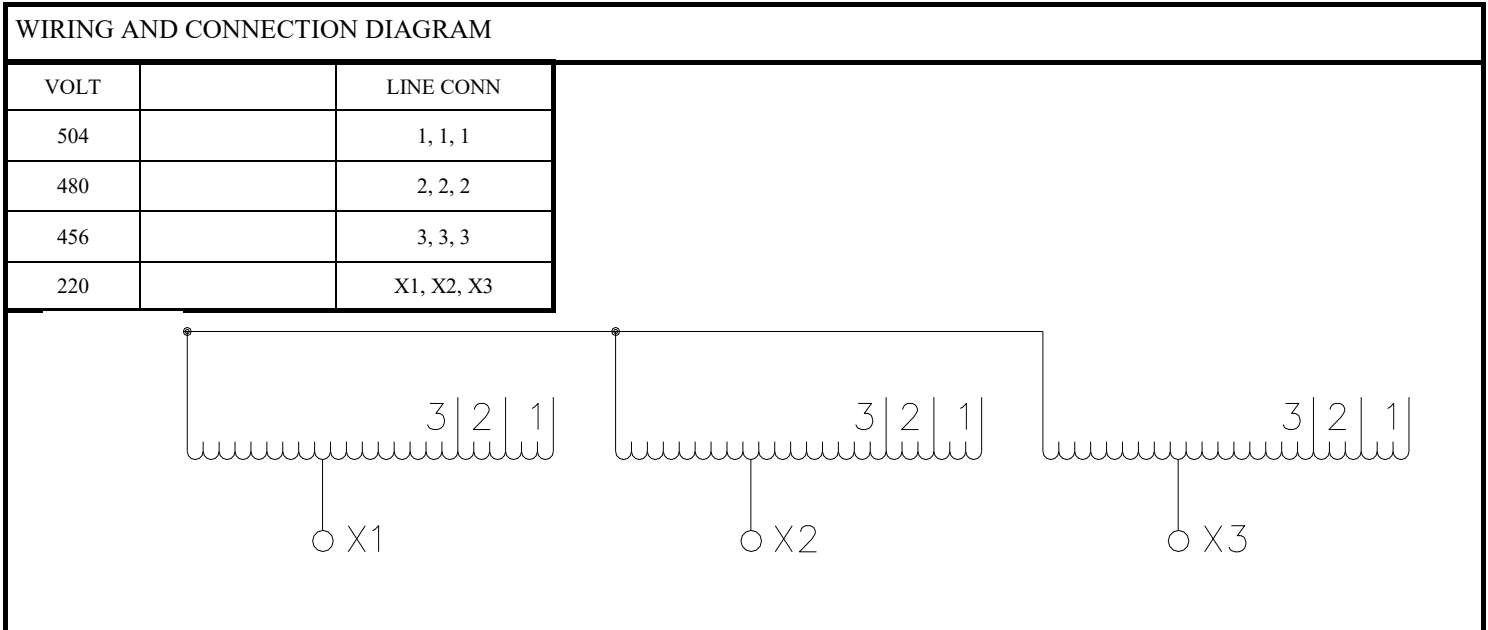 WIRING AND CONNECTION DIAGRAM
VOLT LINE CONN
504 1, 1, 1
480 2, 2, 2
456 3, 3, 3
220 X1, X2, X3
3 2 1 3 2 1 3 2 1
X1 X2 X3